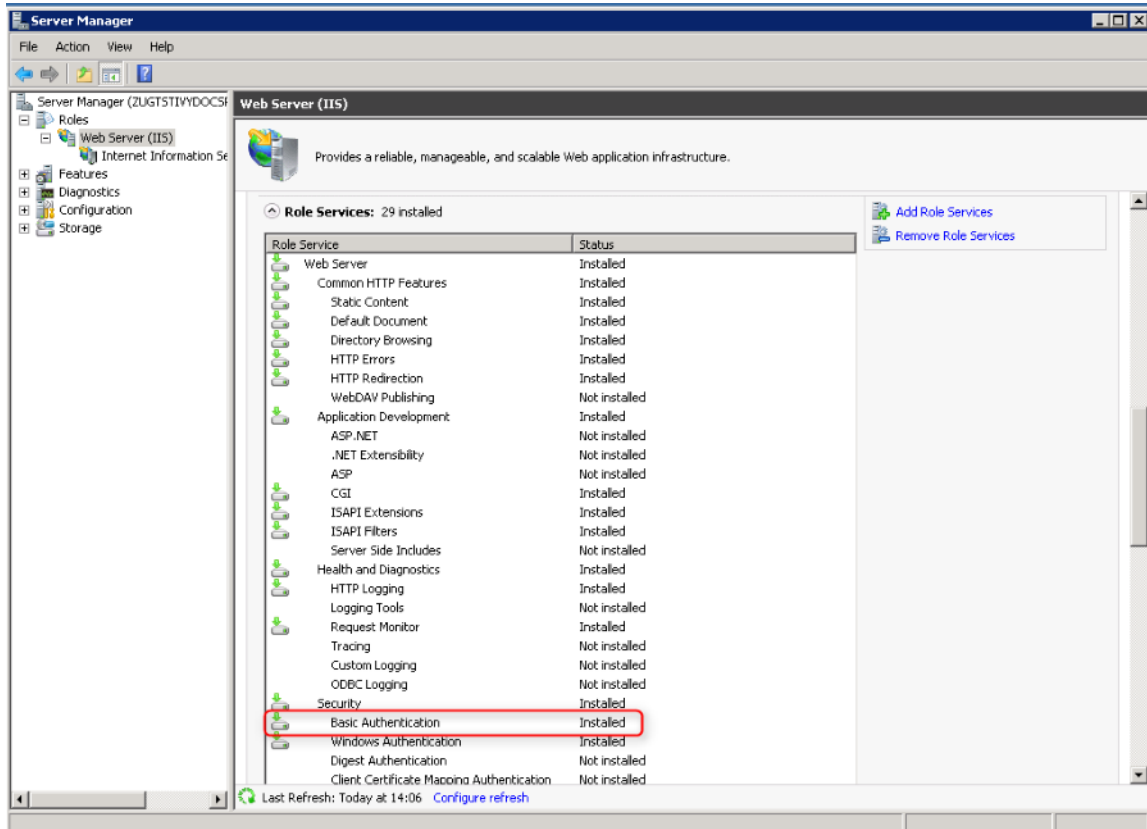 Server Manager
File Action View Help
Server Manager (ZUGTSTIVYDOCSF
Roles
Web Server (IIS)
Internet Information Se
Features
Diagnostics
Configuration
Storage
Web Server (IIS)
Provides a reliable, manageable, and scalable Web application infrastructure.
Role Services: 29 installed
Add Role Services
Remove Role Services
Role Service Status
Web Server Installed
Common HTTP Features Installed
Static Content Installed
Default Document Installed
Directory Browsing Installed
HTTP Errors Installed
HTTP Redirection Installed
WebDAV Publishing Not installed
Application Development Installed
ASP.NET Not installed
.NET Extensibility Not installed
ASP Not installed
CGI Installed
ISAPI Extensions Installed
ISAPI Filters Installed
Server Side Includes Not installed
Health and Diagnostics Installed
HTTP Logging Installed
Logging Tools Not installed
Request Monitor Installed
Tracing Not installed
Custom Logging Not installed
ODBC Logging Not installed
Security Installed
Basic Authentication Installed
Windows Authentication Installed
Digest Authentication Not installed
Client Certificate Mapping Authentication Not installed
Last Refresh: Today at 14:06 Configure refresh